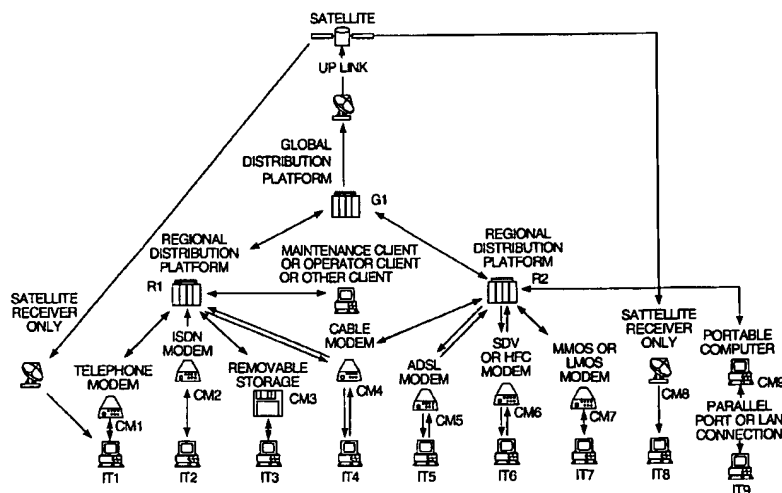 SATELLITE
UP LINK
GLOBAL
DISTRIBUTION
PLATFORM
G1
REGIONAL
DISTRIBUTION
PLATFORM
R1
MAINTENANCE CLIENT
OR OPERATOR CLIENT
OR OTHER CLIENT
REGIONAL
DISTRIBUTION
PLATFORM
R2
SATELLITE
RECEIVER
ONLY
TELEPHONE
MODEM
CM1
ISDN
MODEM
CM2
REMOVABLE
STORAGE
CM3
CABLE
MODEM
CM4
ADSL
MODEM
CM5
SDV
OR HFC
MODEM
CM6
MMOS OR
LMOS
MODEM
CM7
SATTELLITE
RECEIVER
ONLY
CM8
PORTABLE
COMPUTER
CM9
PARALLEL
PORT OR LAN
CONNECTION
IT1
IT2
IT3
IT4
IT5
IT6
IT7
IT8
IT9